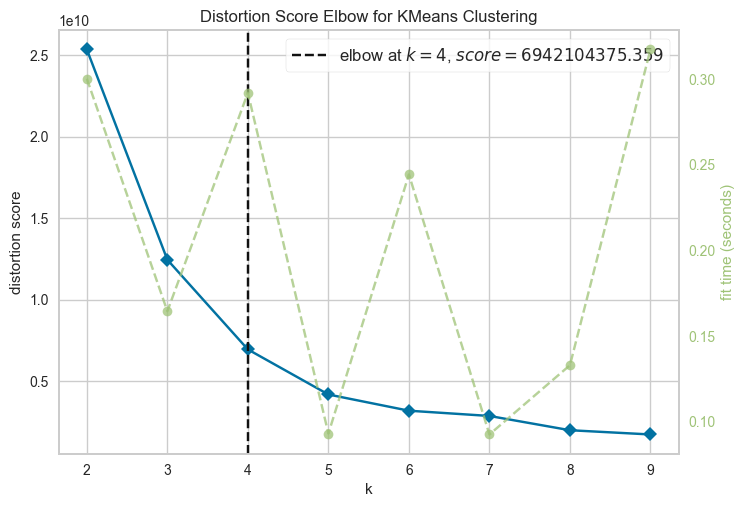 Distortion Score Elbow for KMeans Clustering
1e10
elbow at k = 4, score = 6942104375.359
2.5
2.0
1.5
1.0
0.5
distortion score
0.30
0.25
0.20
0.15
0.10
fit time (seconds)
2 3 4 5 6 7 8 9
k